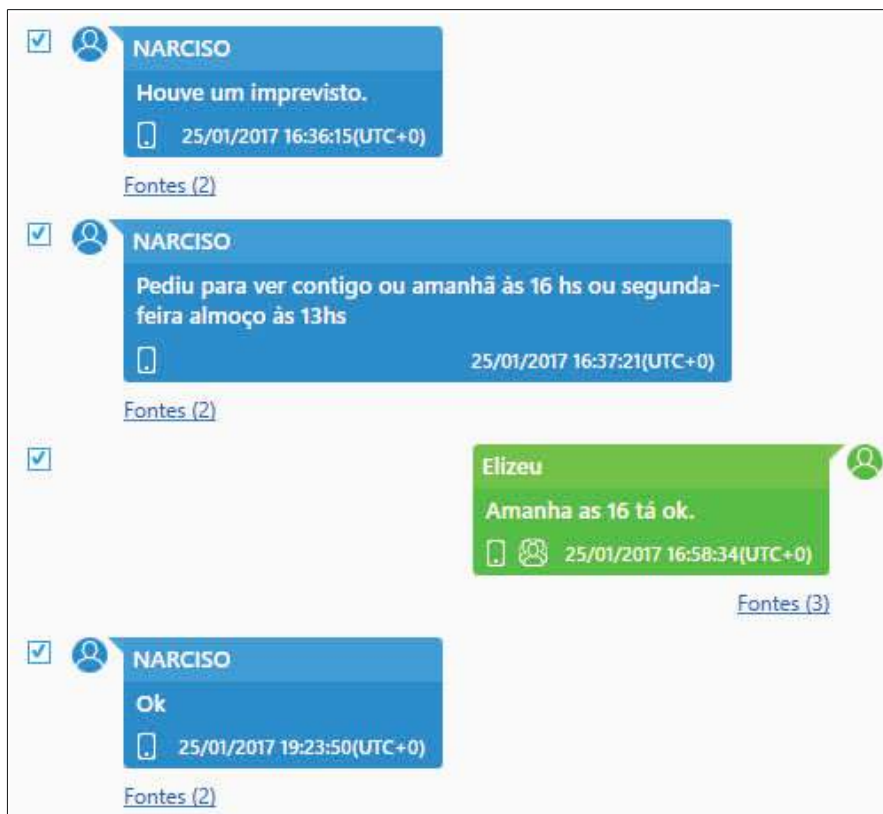 NARCISO
Houve um imprevisto.
25/01/2017 16:36:15(UTC+0)
Fontes (2)
NARCISO
Pediu para ver contigo ou amanhã às 16 hs ou segunda-
feira almoço às 13hs
25/01/2017 16:37:21(UTC+0)
Fontes (2)
Elizeu
Amanha as 16 tá ok.
25/01/2017 16:58:34(UTC+0)
Fontes (3)
NARCISO
Ok
25/01/2017 19:23:50(UTC+0)
Fontes (2)